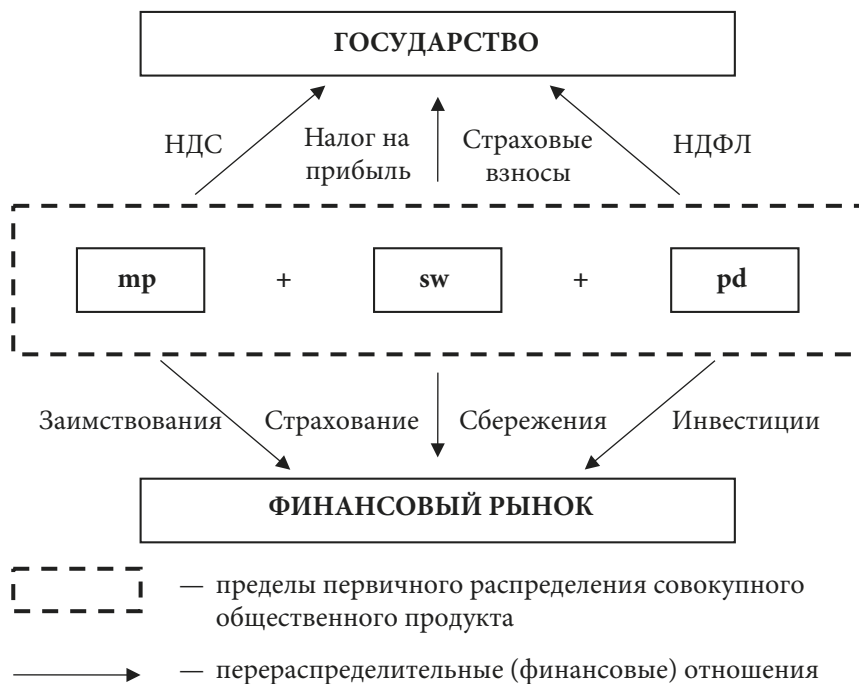 ГОСУДАРСТВО
НДС
Налог на
прибыль
Страховые
взносы
НДФЛ
mp + sw + pd
Заимствования Страхование Сбережения Инвестиции
ФИНАНСОВЫЙ РЫНОК
— пределы первичного распределения совокупного
общественного продукта
— перераспределительные (финансовые) отношения